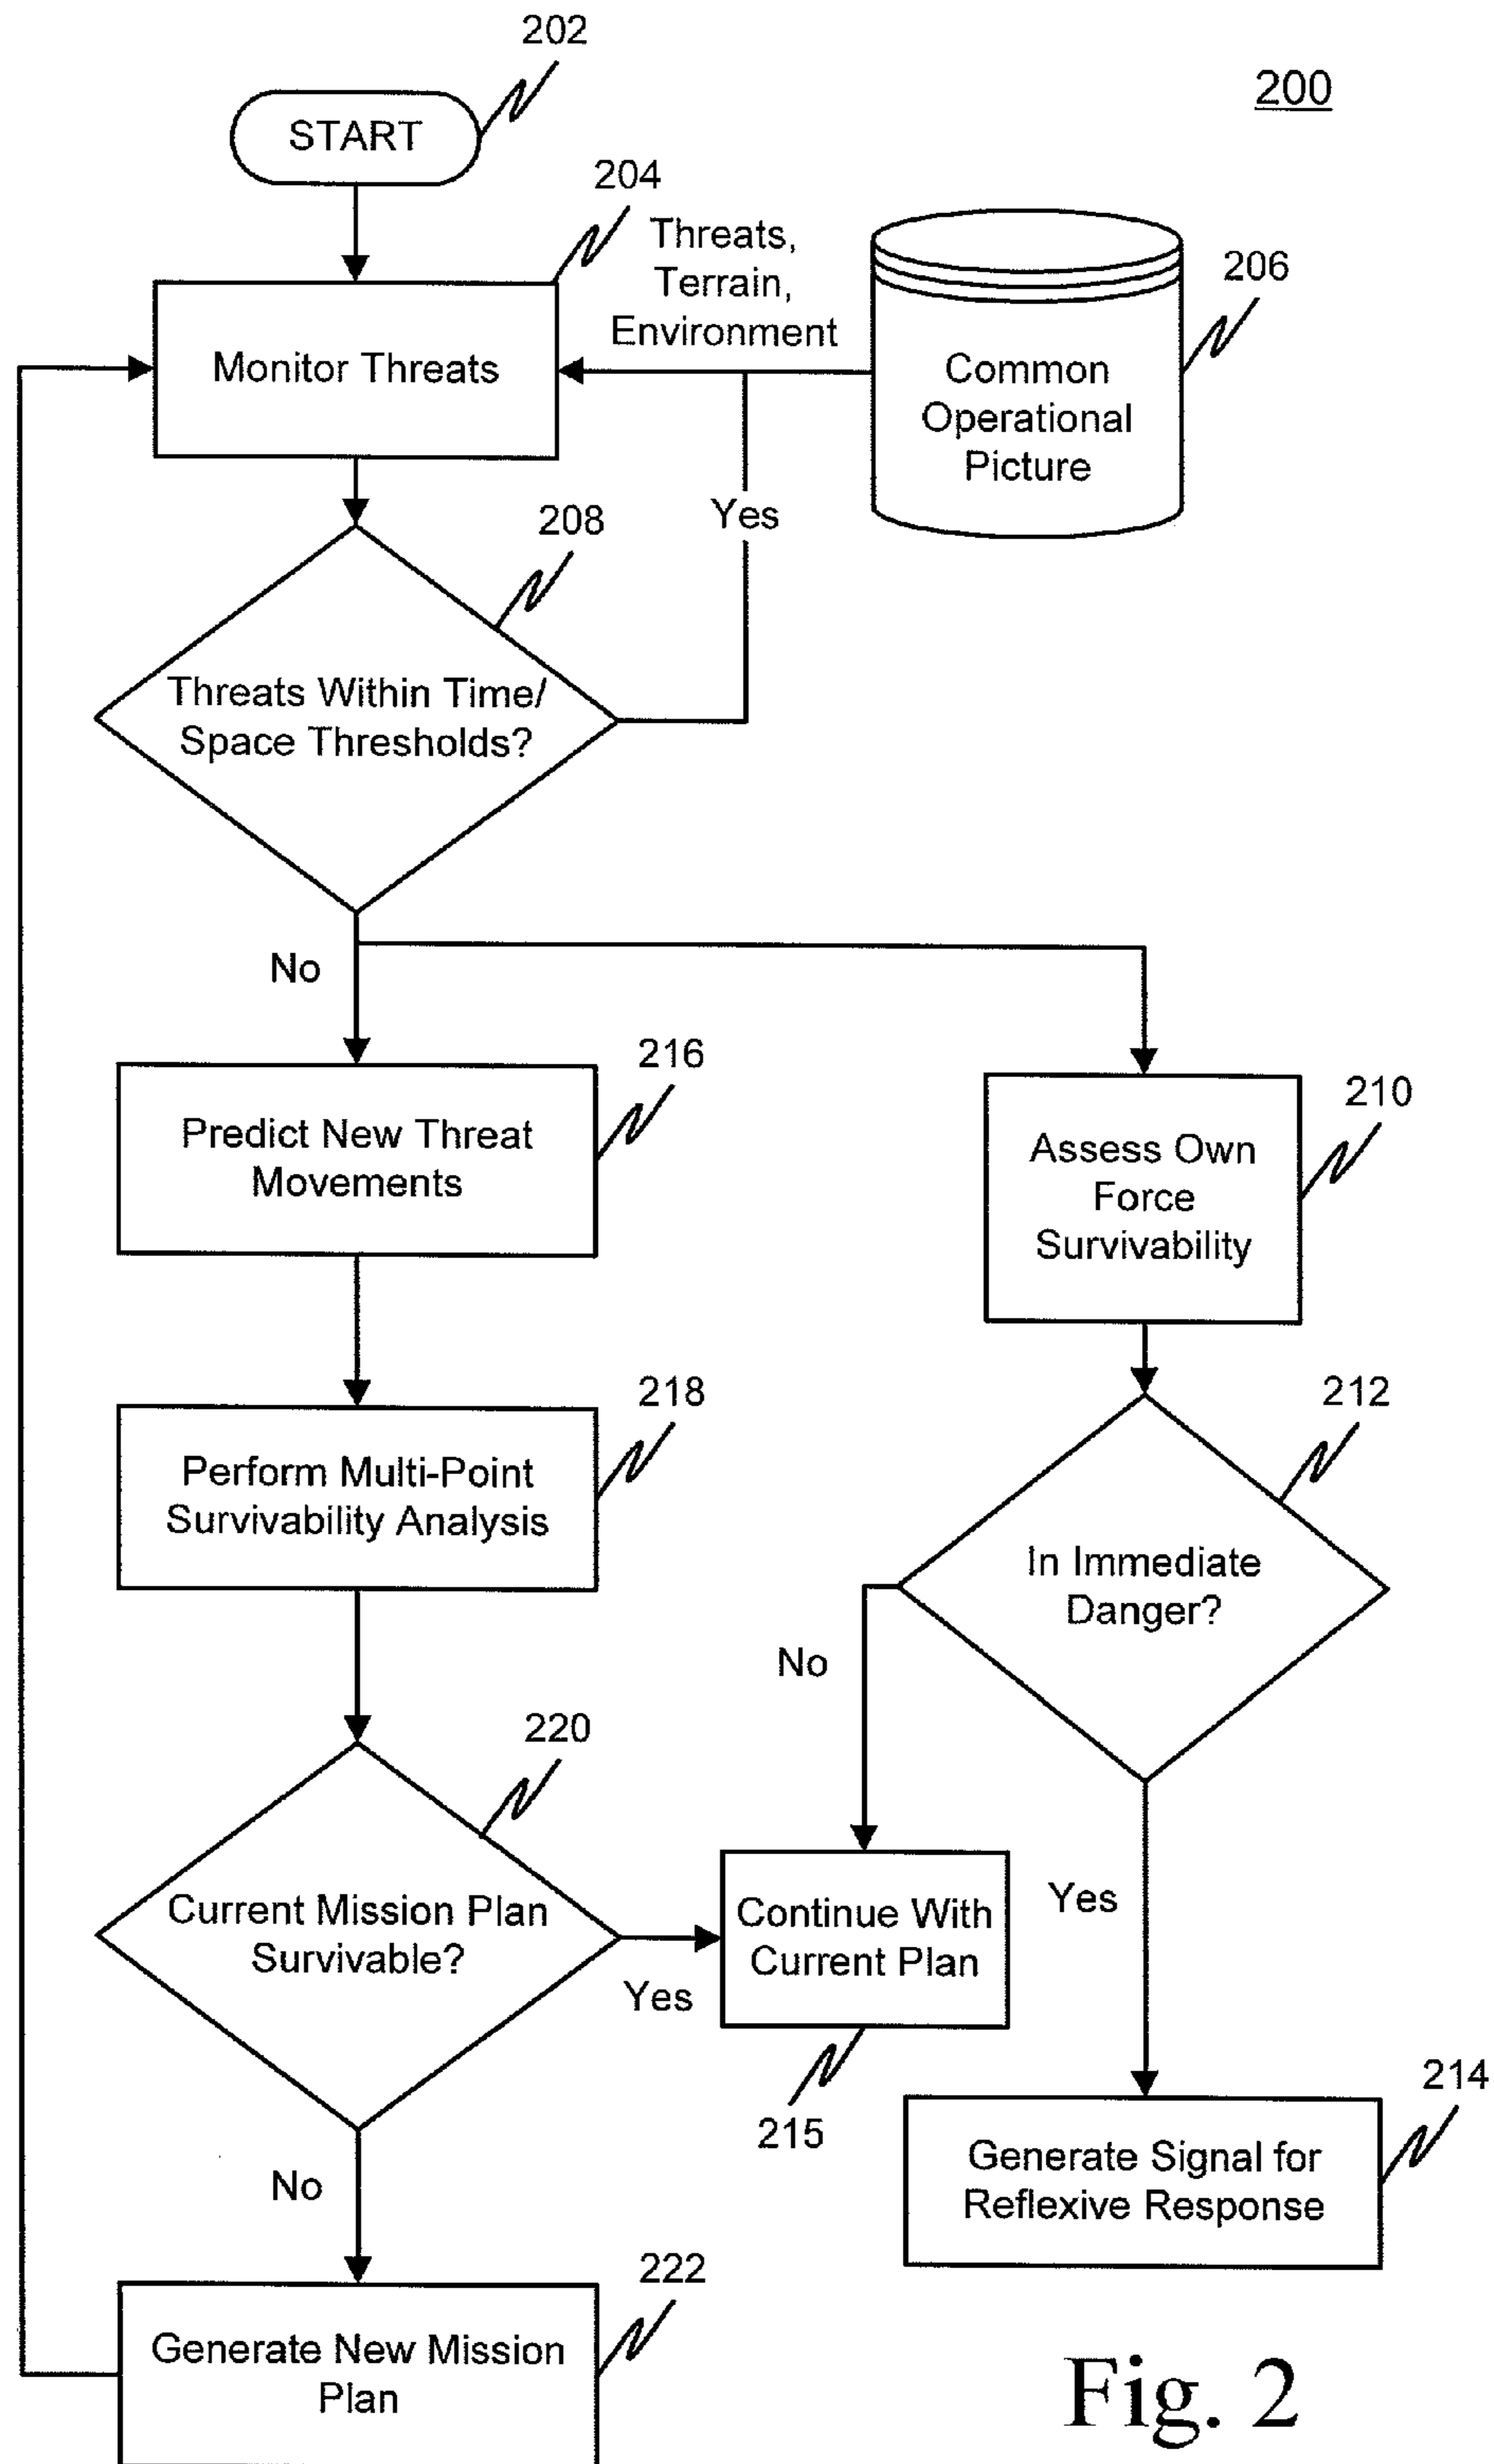 202
200
START
204
Threats,
Terrain,
Environment
206
Monitor Threats
Common
Operational
Picture
Yes
208
Threats Within Time/
Space Thresholds?
No
216
Predict New Threat
Movements
210
Assess Own
Force
Survivability
218
Perform Multi-Point
Survivability Analysis
212
In Immediate
Danger?
No
220
Current Mission Plan
Survivable?
Yes
Continue With
Current Plan
Yes
215
214
Generate Signal for
Reflexive Response
No
222
Generate New Mission
Plan
Fig. 2